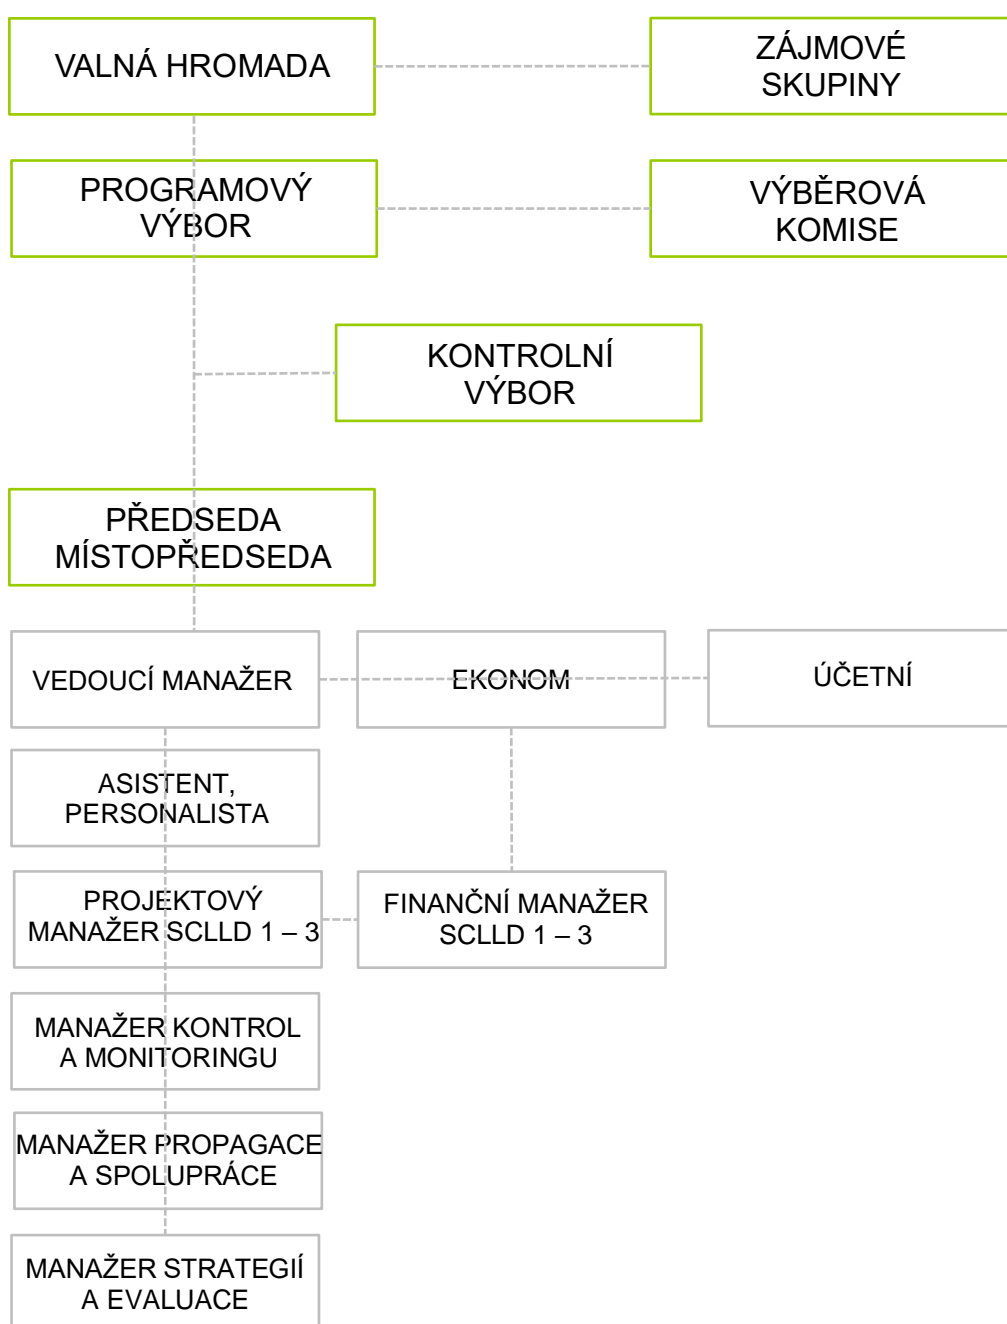 VALNÁ HROMADA
ZÁJMOVÉ
SKUPINY
PROGRAMOVÝ
VÝBOR
VÝBĚROVÁ
KOMISE
KONTROLNÍ
VÝBOR
PŘEDSEDA
MÍSTOPŘEDSEDA
VEDOUCÍ MANAŽER
EKONOM
ÚČETNÍ
ASISTENT,
PERSONALISTA
PROJEKTOVÝ
MANAŽER SCLLD 1 – 3
FINANČNÍ MANAŽER
SCLLD 1 – 3
MANAŽER KONTROL
A MONITORINGU
MANAŽER PROPAGACE
A SPOLUPRÁCE
MANAŽER STRATEGIÍ
A EVALUACE